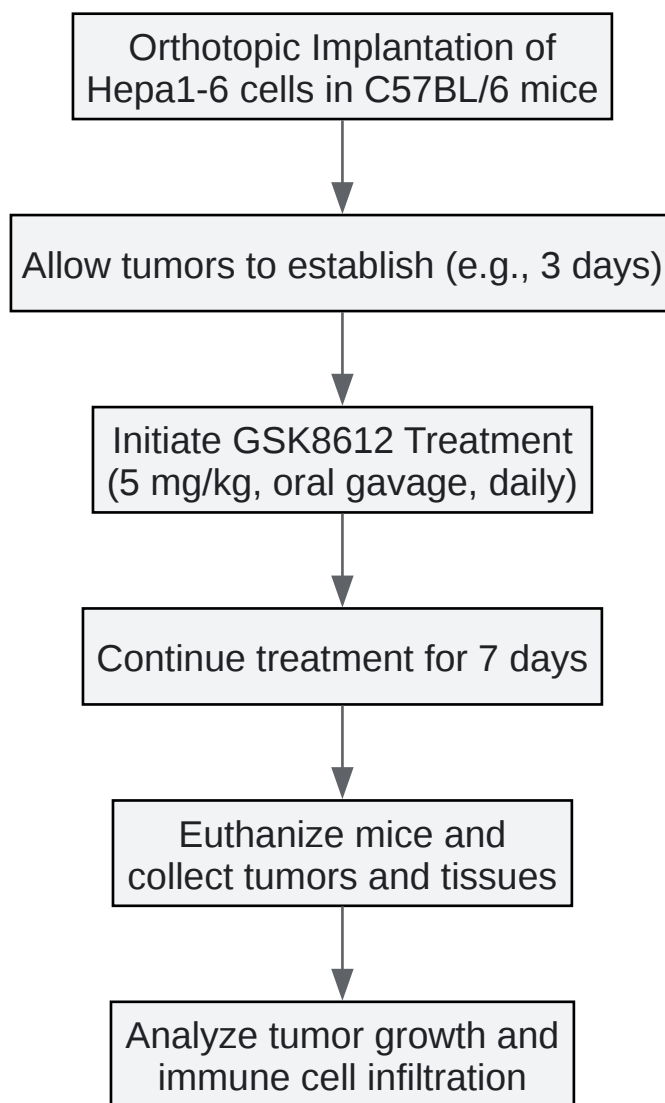 Orthotopic Implantation of
Hepa1-6 cells in C57BL/6 mice
Allow tumors to establish (e.g., 3 days)
Initiate GSK8612 Treatment
(5 mg/kg, oral gavage, daily)
Continue treatment for 7 days
Euthanize mice and
collect tumors and tissues
Analyze tumor growth and
immune cell infiltration